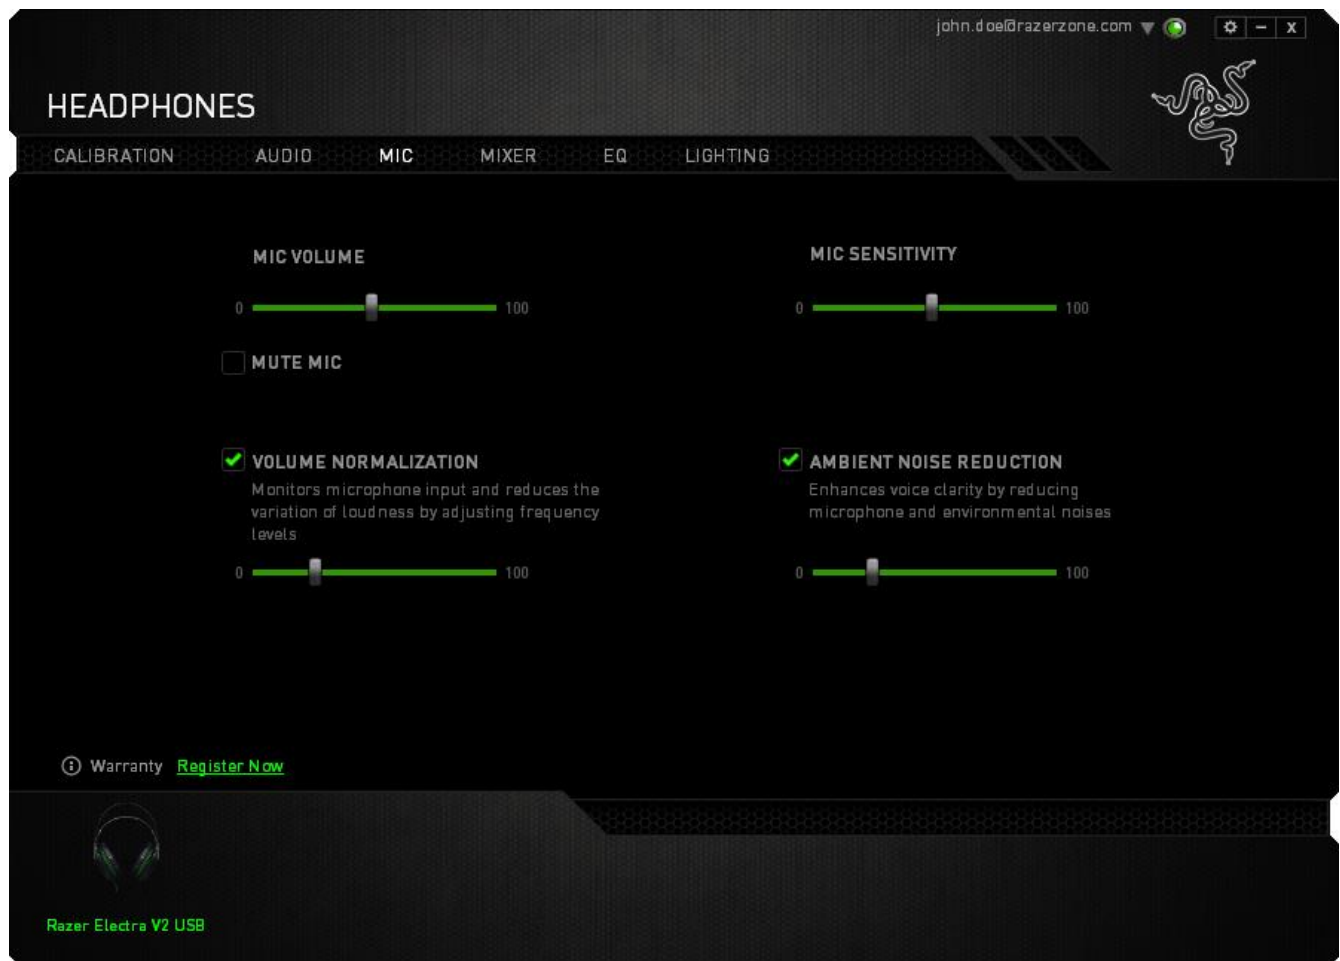 john.doe@razerzone.com
X
HEADPHONES
CALIBRATION AUDIO MIC MIXER EQ LIGHTING
MIC VOLUME
MIC SENSITIVITY
0 100
0 100
MUTE MIC
VOLUME NORMALIZATION
Monitors microphone input and reduces the
variation of loudness by adjusting frequency
levels
0 100
AMBIENT NOISE REDUCTION
Enhances voice clarity by reducing
microphone and environmental noises
0 100
Warranty Register Now
Razer Electra V2 USB